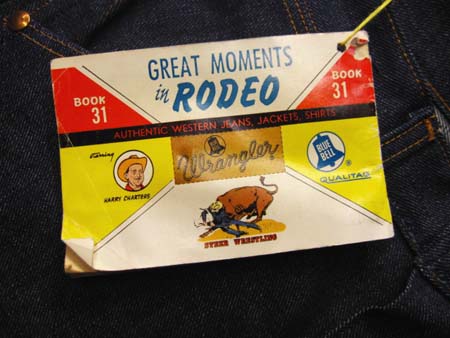 GREAT MOMENTS
in RODEO
BOOK
31
BOOK
31
AUTHENTIC WESTERN JEANS, JACKETS, SHIRTS
Starring
HARRY CHARTERS
Wrangler
BLUE
BELL
®
QUALITAG
STEER WRESTLING